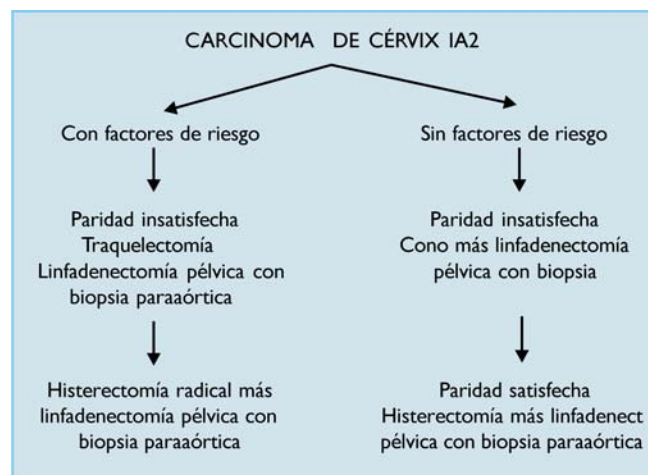 CARCINOMA DE CÉRVIX IA2
Con factores de riesgo
Paridad insatisfecha
Traquelectomía
Linfadenectomía pélvica con
biopsia paraaórtica
Histerectomía radical más
linfadenectomía pélvica con
biopsia paraaórtica
Sin factores de riesgo
Paridad insatisfecha
Cono más linfadenectomía
pélvica con biopsia
Paridad satisfecha
Histerectomía más linfadenect
pélvica con biopsia paraaórtica